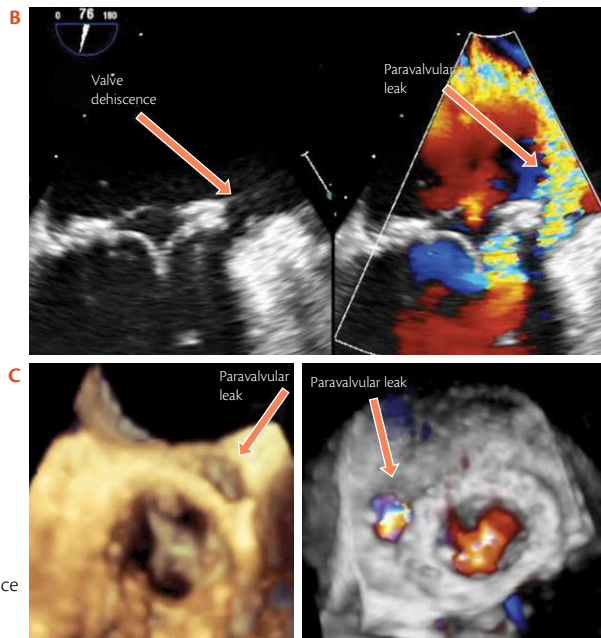 B
0 76 180
Valve
dehiscence
Paravalvular
leak
C
Paravalvular
leak
Paravalvular leak
ce